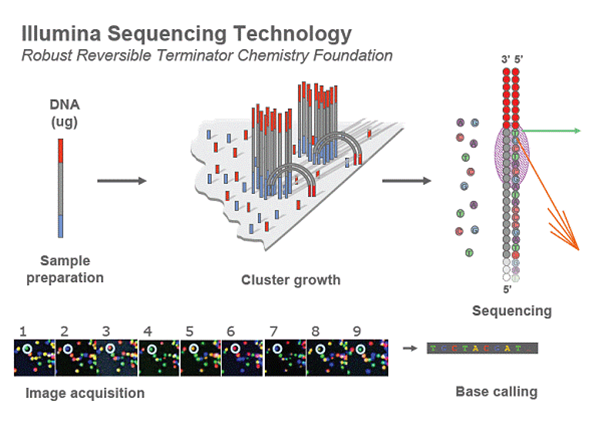 Illumina Sequencing Technology
Robust Reversible Terminator Chemistry Foundation
DNA
(ug)
Sample
preparation
Cluster growth
3' 5'
5'
Sequencing
1 2 3 4 5 6 7 8 9
Image acquisition
TGCTACGAT...
Base calling